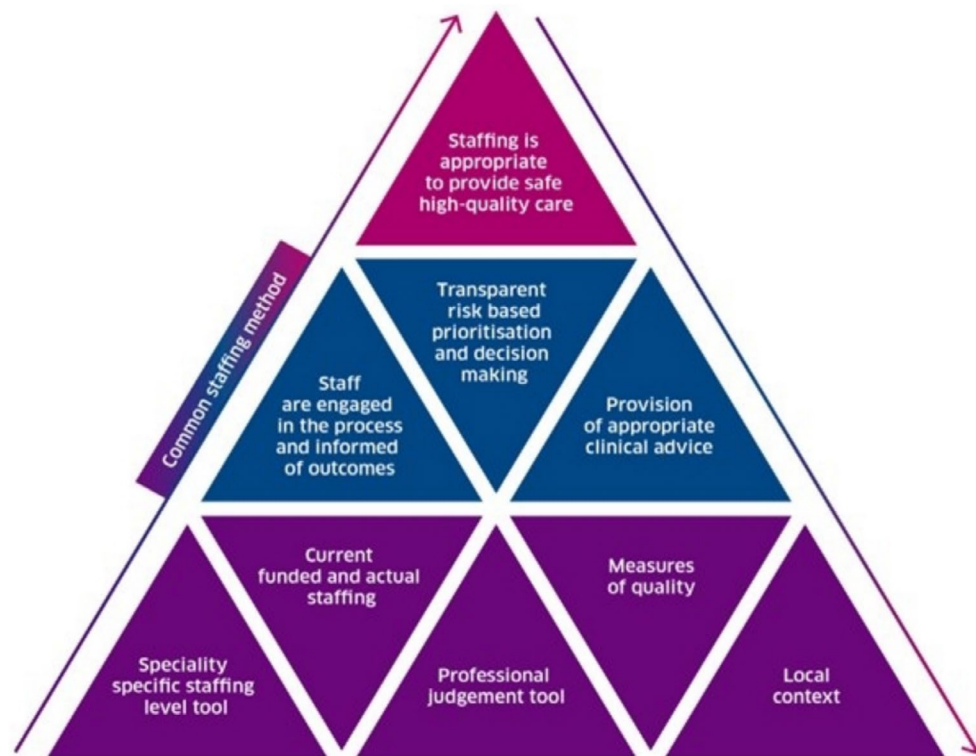 Staffing is
appropriate
to provide safe
high-quality care
Common staffing method
Transparent
risk based
prioritisation
and decision
making
Staff
are engaged
in the process
and informed
of outcomes
Provision
of appropriate
clinical advice
Current
funded and actual
staffing
Measures
of quality
Speciality
specific staffing
level tool
Professional
judgement tool
Local
context